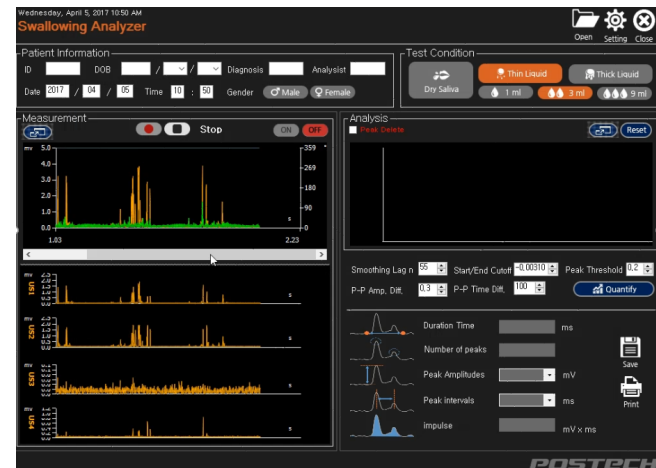 Wednesday, April 5, 2017 10:50 AM
Swallowing Analyzer
Open Setting Close
Patient Information
ID DOB / / Diagnosis Analysist
Date 2017 / 04 / 05 Time 10 : 50 Gender Male Female
Test Condition
Dry Saliva
Thin Liquid Thick Liquid
1 ml 3 ml 9 ml
Measurement
Stop ON OFF
mv 5.0 359
4.0 269
3.0
2.0 180
1.0 90
0.0 s 0
1.03 2.23
mv
US1 s
mv
US2 s
mv
US3 s
mv
US4 s
Analysis
Peak Delete Reset
Smoothing Lag n 55 Start/End Cutoff -0,00310 Peak Threshold 0,2
P-P Amp. Diff. 0,3 P-P Time Diff. 100 Quantify
Duration Time ms
Number of peaks
Peak Amplitudes mV
Peak intervals ms
impulse mV x ms
Save
Print
POSTECH